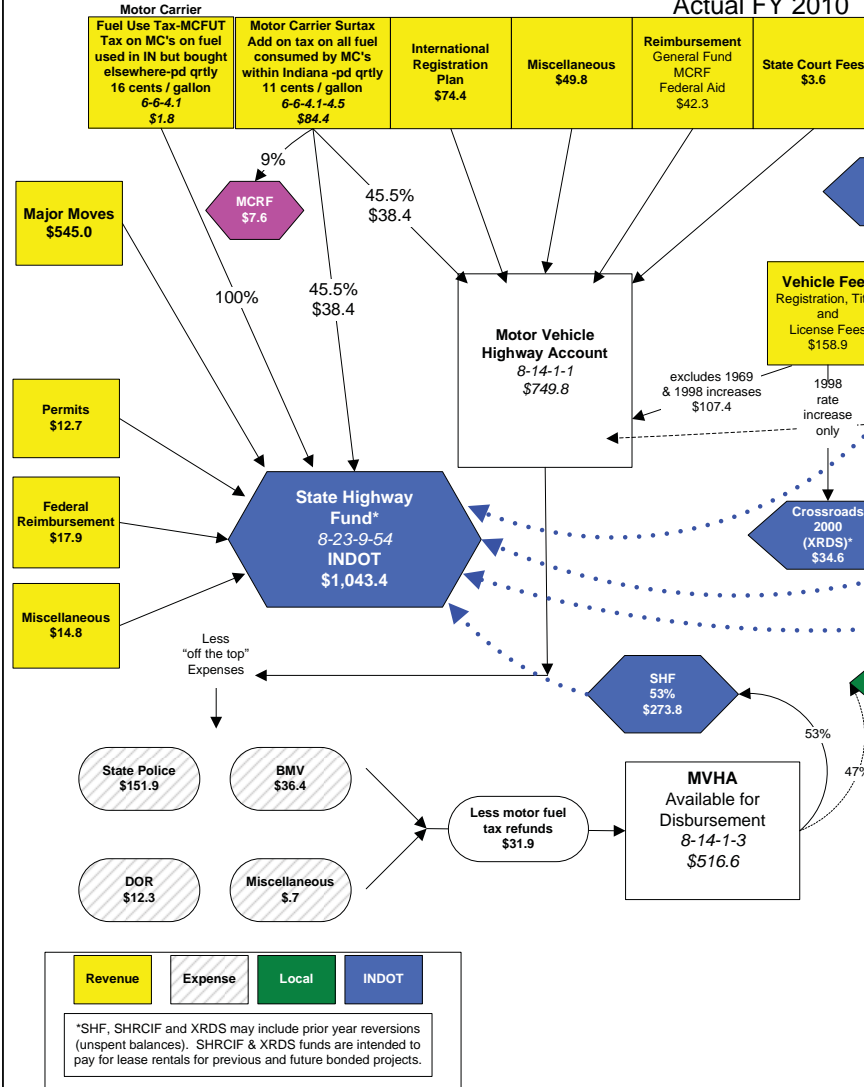 Actual FY 2010
Motor Carrier
Fuel Use Tax-MCFUT
Tax on MC's on fuel
used in IN but bought
elsewhere-pd qrtly
16 cents / gallon
6-6-4.1
$1.8
Motor Carrier Surtax
Add on tax on all fuel
consumed by MC's
within Indiana -pd qrtly
11 cents / gallon
6-6-4.1-4.5
$84.4
International
Registration
Plan
$74.4
Miscellaneous
$49.8
Reimbursement
General Fund
MCRF
Federal Aid
$42.3
State Court Fees
$3.6
9%
MCRF
$7.6
45.5%
$38.4
Major Moves
$545.0
100%
45.5%
$38.4
Motor Vehicle
Highway Account
8-14-1-1
$749.8
Vehicle Fee
Registration, Tit
and
License Fees
$158.9
excludes 1969
& 1998 increases
$107.4
1998
rate
increase
only
Permits
$12.7
Federal
Reimbursement
$17.9
Miscellaneous
$14.8
State Highway
Fund*
8-23-9-54
INDOT
$1,043.4
Crossroads
2000
(XRDS)*
$34.6
Less
“off the top”
Expenses
SHF
53%
$273.8
53%
47%
State Police
$151.9
BMV
$36.4
DOR
$12.3
Miscellaneous
$.7
Less motor fuel
tax refunds
$31.9
MVHA
Available for
Disbursement
8-14-1-3
$516.6
Revenue
Expense
Local
INDOT
*SHF, SHRCIF and XRDS may include prior year reversions
(unspent balances).  SHRCIF & XRDS funds are intended to
pay for lease rentals for previous and future bonded projects.